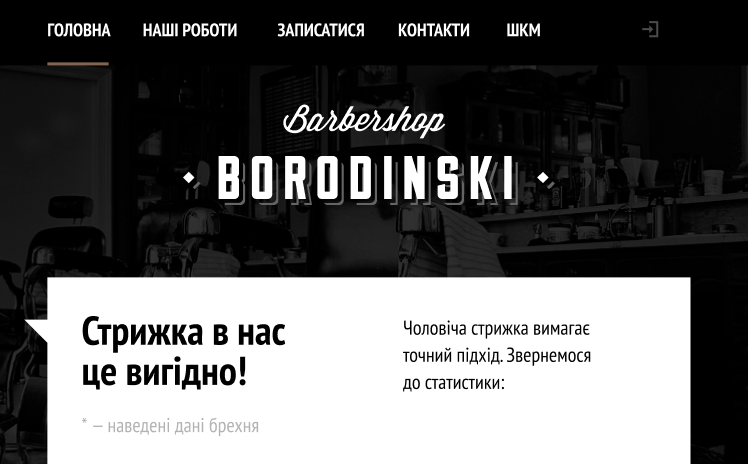 ГОЛОВНА НАШІ РОБОТИ ЗАПИСАТИСЯ КОНТАКТИ ШКМ
Barbershop
BORODINSKI
Стрижка в нас
це вигідно!
* — наведені дані брехня
Чоловіча стрижка вимагає
точний підхід. Звернемося
до статистики: